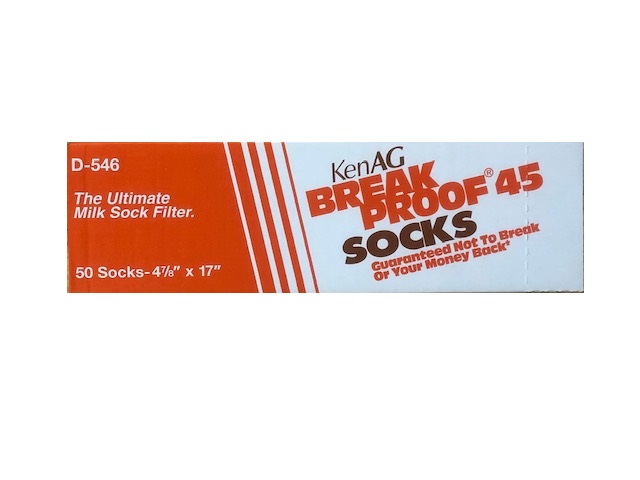 D-546
The Ultimate
Milk Sock Filter.
50 Socks-4⅞" x 17"
KenAG
BREAK
PROOF® 45
SOCKS
Guaranteed Not To Break
Or Your Money Back*